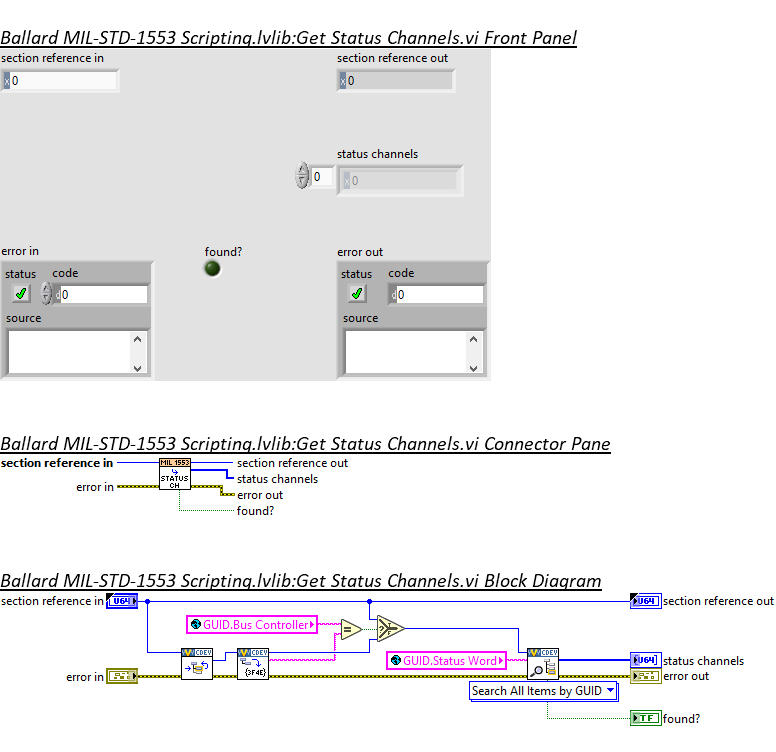 Ballard MIL-STD-1553 Scripting.lvlib:Get Status Channels.vi Front Panel
section reference in
section reference out
x 0
x 0
status channels
0
x 0
error in
found?
error out
status code
status code
d 0
d 0
source
source
Ballard MIL-STD-1553 Scripting.lvlib:Get Status Channels.vi Connector Pane
section reference in
MIL 1553
section reference out
STATUS
CH
status channels
error in
error out
found?
Ballard MIL-STD-1553 Scripting.lvlib:Get Status Channels.vi Block Diagram
section reference in
U64
U64
section reference out
GUID.Bus Controller
=
?
T
F
CDEV
CDEV
{3F4E}
GUID.Status Word
CDEV
U64]
status channels
error in
error out
Search All Items by GUID
TF
found?